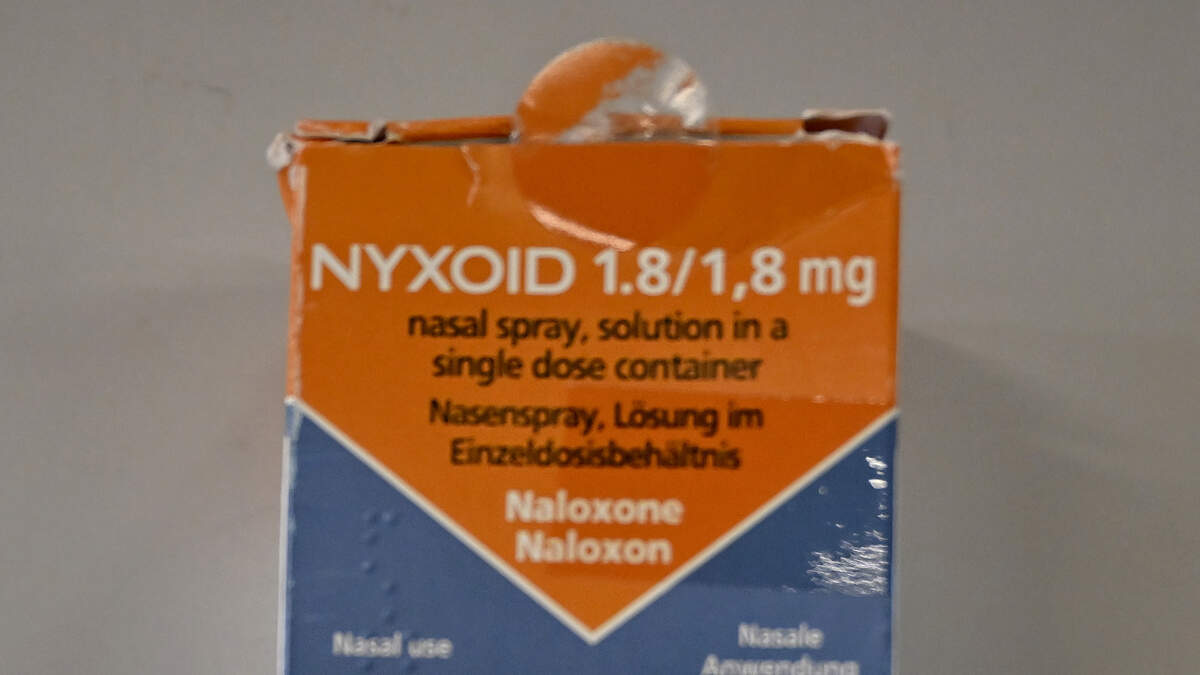 NYXOID 1.8/1,8 mg
nasal spray, solution in a
single dose container
Nasenspray, Lösung im
Einzeldosisbehältnis
Naloxone
Naloxon
Nasal use
Nasale
Anwendung